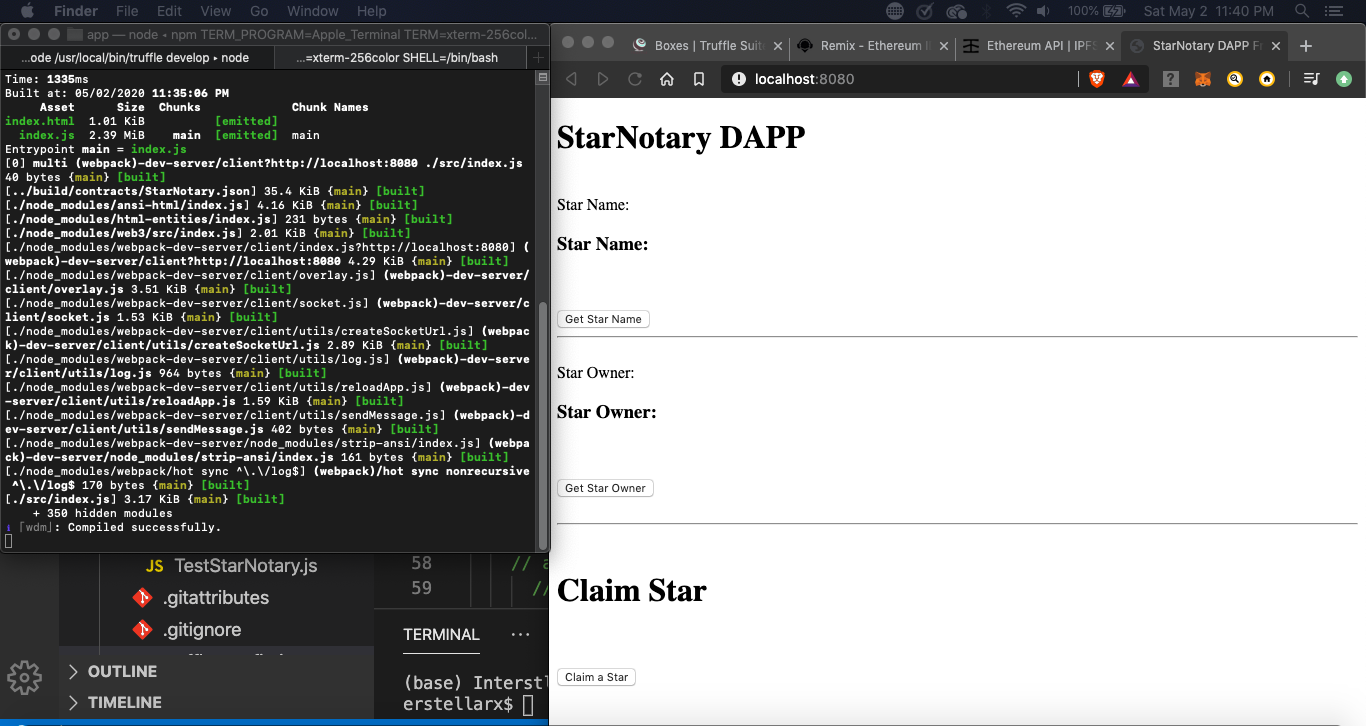 Finder File Edit View Go Window Help 100% Sat May 2 11:40 PM
app — node ◂ npm TERM_PROGRAM=Apple_Terminal TERM=xterm-256col...
...ode /usr/local/bin/truffle develop ▸ node ...=xterm-256color SHELL=/bin/bash
Time: 1335ms
Built at: 05/02/2020 11:35:06 PM
Asset Size Chunks Chunk Names
index.html 1.01 KiB [emitted]
index.js 2.39 MiB main [emitted] main
Entrypoint main = index.js
[0] multi (webpack)-dev-server/client?http://localhost:8080 ./src/index.js
40 bytes {main} [built]
[../build/contracts/StarNotary.json] 35.4 KiB {main} [built]
[./node_modules/ansi-html/index.js] 4.16 KiB {main} [built]
[./node_modules/html-entities/index.js] 231 bytes {main} [built]
[./node_modules/web3/src/index.js] 2.01 KiB {main} [built]
[./node_modules/webpack-dev-server/client/index.js?http://localhost:8080] (
webpack)-dev-server/client?http://localhost:8080 4.29 KiB {main} [built]
[./node_modules/webpack-dev-server/client/overlay.js] (webpack)-dev-server/
client/overlay.js 3.51 KiB {main} [built]
[./node_modules/webpack-dev-server/client/socket.js] (webpack)-dev-server/c
lient/socket.js 1.53 KiB {main} [built]
[./node_modules/webpack-dev-server/client/utils/createSocketUrl.js] (webpac
k)-dev-server/client/utils/createSocketUrl.js 2.89 KiB {main} [built]
[./node_modules/webpack-dev-server/client/utils/log.js] (webpack)-dev-serve
r/client/utils/log.js 964 bytes {main} [built]
[./node_modules/webpack-dev-server/client/utils/reloadApp.js] (webpack)-dev
-server/client/utils/reloadApp.js 1.59 KiB {main} [built]
[./node_modules/webpack-dev-server/client/utils/sendMessage.js] (webpack)-d
ev-server/client/utils/sendMessage.js 402 bytes {main} [built]
[./node_modules/webpack-dev-server/node_modules/strip-ansi/index.js] (webpa
ck)-dev-server/node_modules/strip-ansi/index.js 161 bytes {main} [built]
[./node_modules/webpack/hot sync ^\.\/log$] (webpack)/hot sync nonrecursive
^\.\/log$ 170 bytes {main} [built]
[./src/index.js] 3.17 KiB {main} [built]
+ 350 hidden modules
ℹ ｢wdm｣: Compiled successfully.
JS TestStarNotary.js
.gitattributes
.gitignore
OUTLINE
TIMELINE
58 //
59 //
TERMINAL ...
(base) Interst
erstellarx$
Boxes | Truffle Suit Remix - Ethereum I Ethereum API | IPFS StarNotary DAPP Fr
localhost:8080
StarNotary DAPP
Star Name:
Star Name:
Get Star Name
Star Owner:
Star Owner:
Get Star Owner
Claim Star
Claim a Star